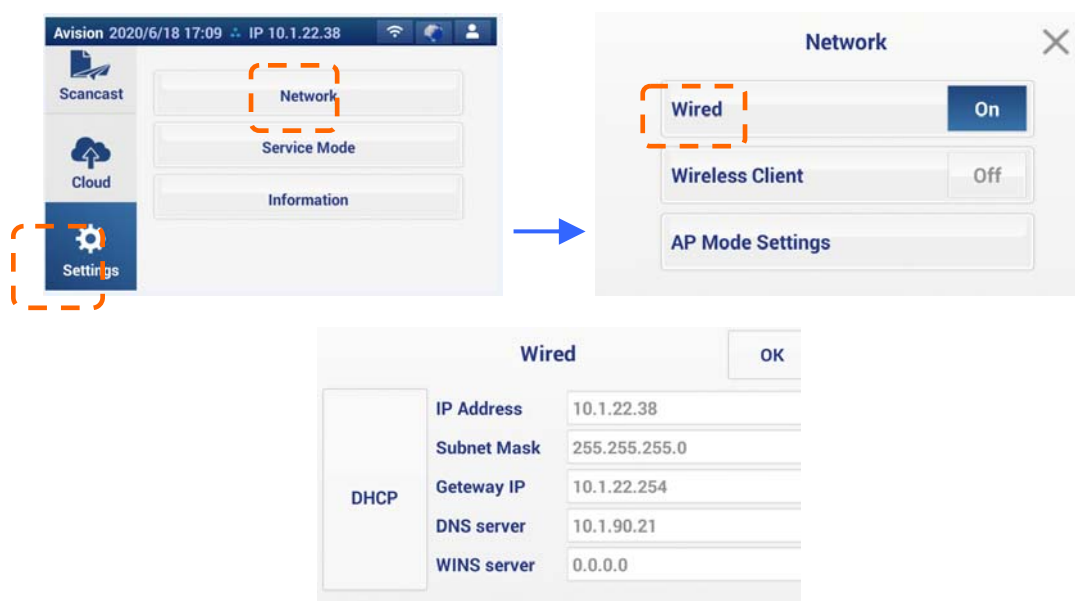 Avision 2020/6/18 17:09 IP 10.1.22.38
Scancast
Cloud
Settings
Network
Service Mode
Information
Network
Wired On
Wireless Client Off
AP Mode Settings
Wired OK
DHCP
IP Address 10.1.22.38
Subnet Mask 255.255.255.0
Geteway IP 10.1.22.254
DNS server 10.1.90.21
WINS server 0.0.0.0